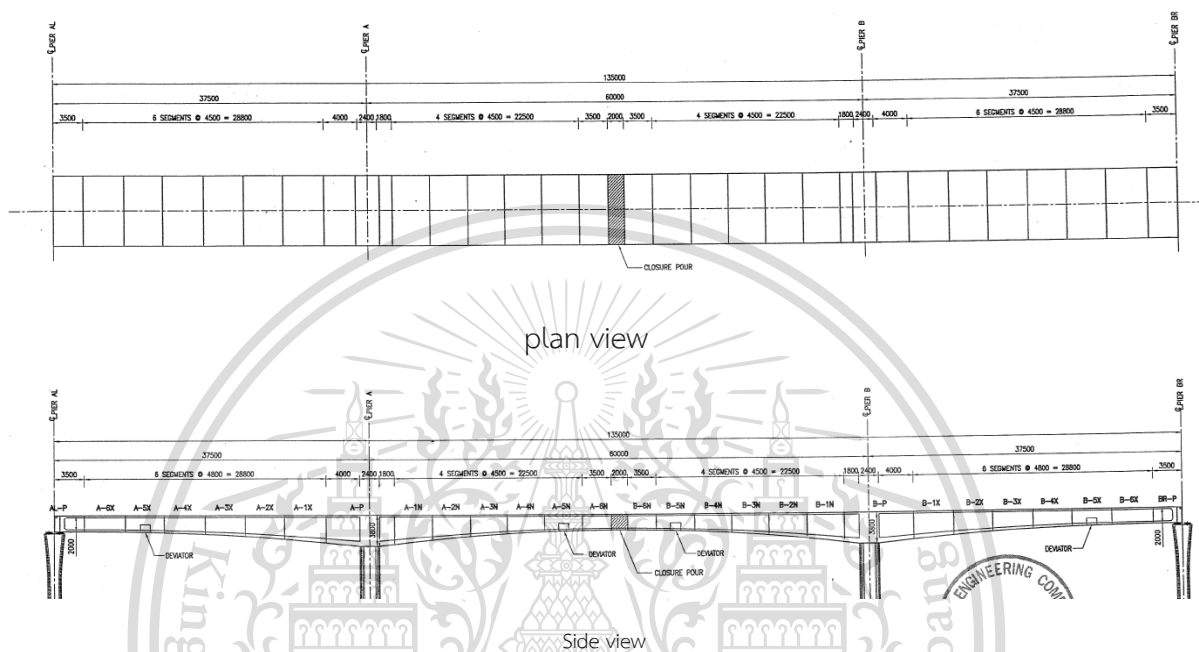 ℄ PIER AL ℄ PIER A ℄ PIER B ℄ PIER BR
135000
37500 60000 37500
3500 6 SEGMENTS @ 4500 = 28800 4000 2400 1800 4 SEGMENTS @ 4500 = 22500 3500 2000 3500 4 SEGMENTS @ 4500 = 22500 1800 2400 4000 6 SEGMENTS @ 4500 = 28800 3500
CLOSURE POUR
plan view
℄ PIER AL ℄ PIER A ℄ PIER B ℄ PIER BR
135000
37500 60000 37500
3500 6 SEGMENTS @ 4800 = 28800 4000 2400 1800 4 SEGMENTS @ 4500 = 22500 3500 2000 3500 4 SEGMENTS @ 4500 = 22500 1800 2400 4000 6 SEGMENTS @ 4800 = 28800 3500
AL-P A-6X A-5X A-4X A-3X A-2X A-1X A-P A-1N A-2N A-3N A-4N A-5N A-6N B-6N B-5N B-4N B-3N B-2N B-1N B-P B-1X B-2X B-3X B-4X B-5X B-6X BR-P
2000 3800 3800 2000
DEVIATOR DEVIATOR DEVIATOR DEVIATOR
CLOSURE POUR
ENGINEERING
Side view
King